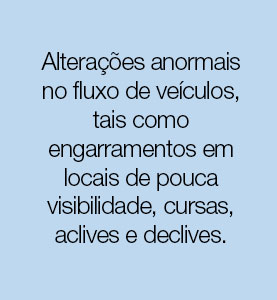 Alterações anormais
no fluxo de veículos,
tais como
engarramentos em
locais de pouca
visibilidade, cursas,
aclives e declives.